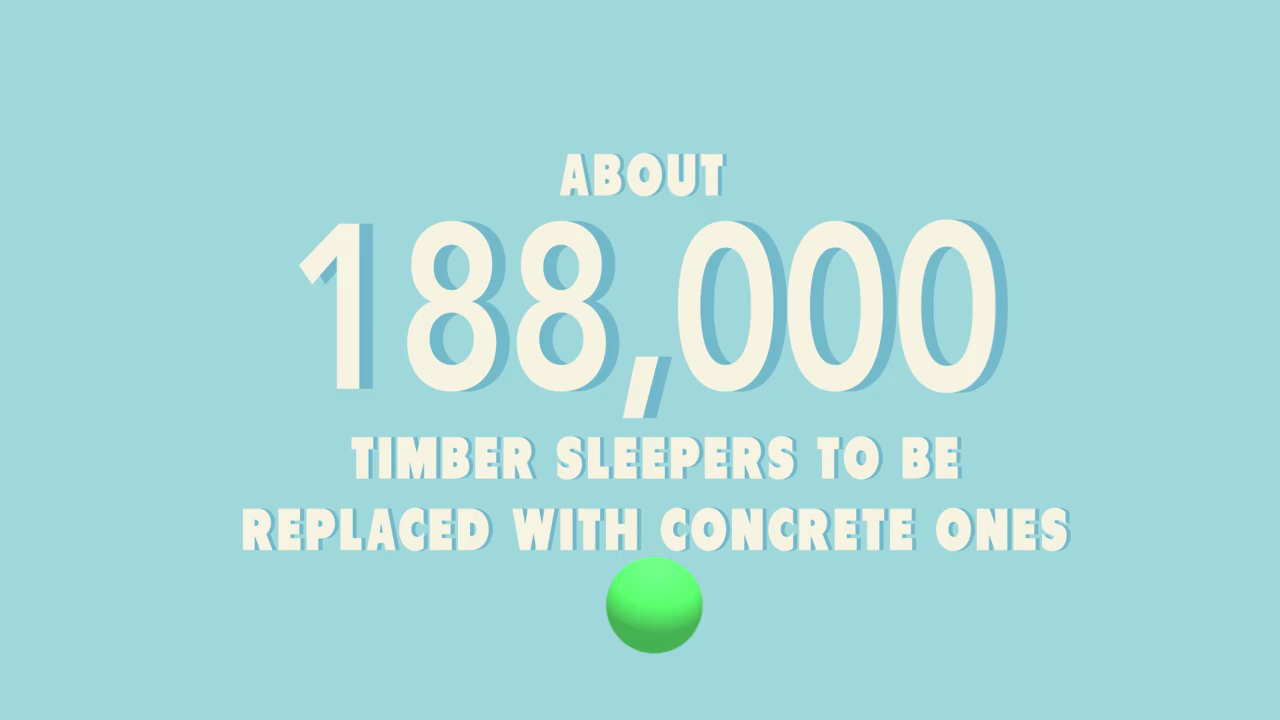 ABOUT
188,000
TIMBER SLEEPERS TO BE
REPLACED WITH CONCRETE ONES